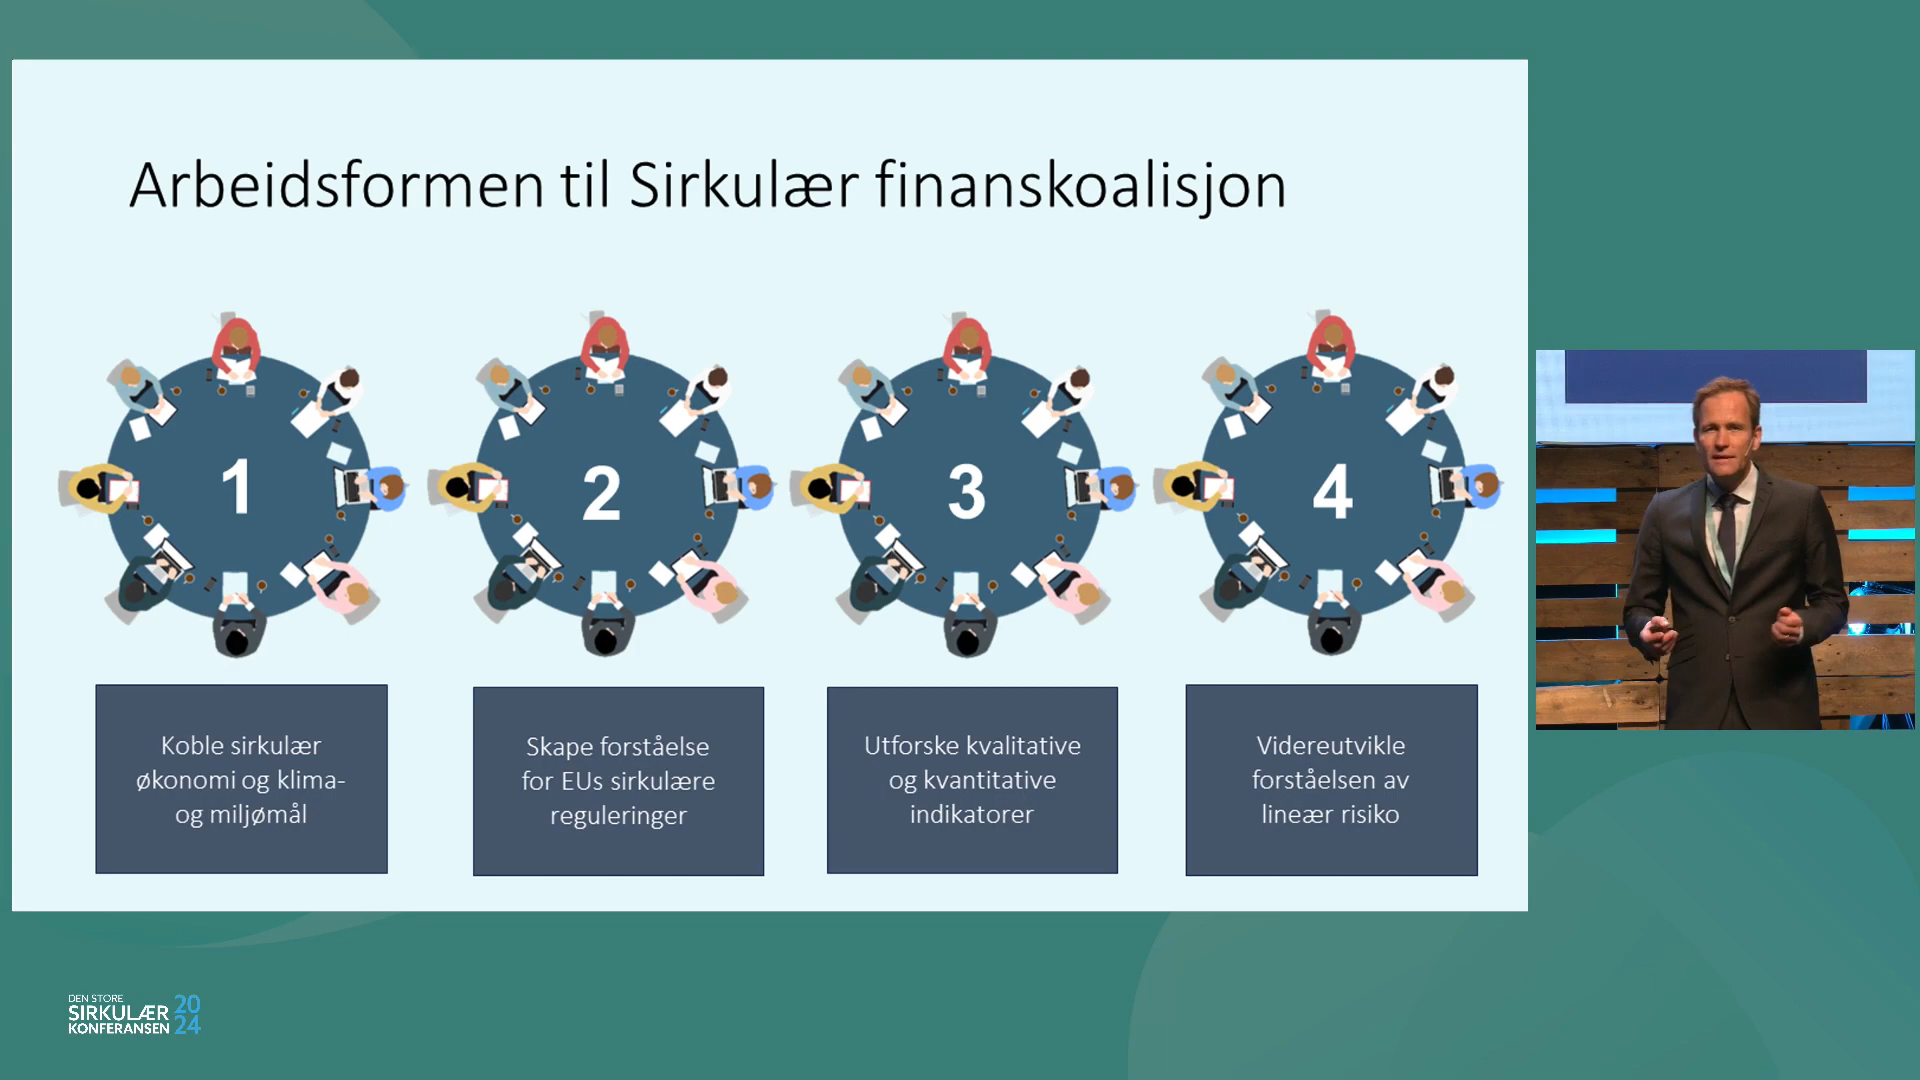 Arbeidsformen til Sirkulær finanskoalisjon
1
2
3
4
Koble sirkulær
økonomi og klima-
og miljømål
Skape forståelse
for EUs sirkulære
reguleringer
Utforske kvalitative
og kvantitative
indikatorer
Videreutvikle
forståelsen av
lineær risiko
DEN STORE
SIRKULÆR
KONFERANSEN
20
24